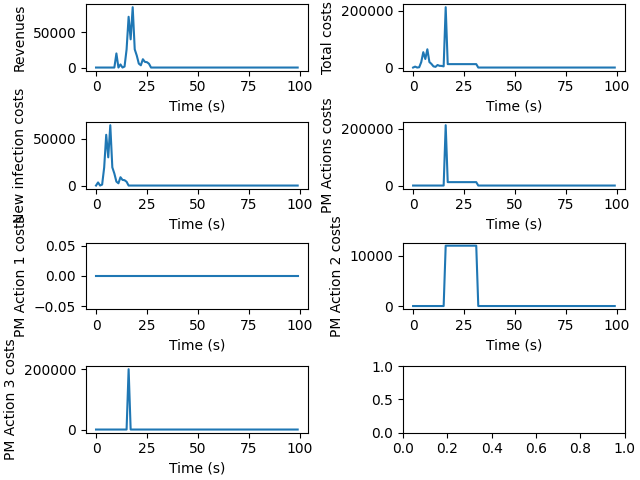 Revenues
50000
0
0 25 50 75 100
Time (s)
Total costs
200000
0
0 25 50 75 100
Time (s)
New infection costs
50000
0
0 25 50 75 100
Time (s)
PM Actions costs
200000
0
0 25 50 75 100
Time (s)
PM Action 1 costs
0.05
0.00
−0.05
0 25 50 75 100
Time (s)
PM Action 2 costs
10000
0
0 25 50 75 100
Time (s)
PM Action 3 costs
200000
0
0 25 50 75 100
Time (s)
1.0
0.5
0.0
0.0 0.2 0.4 0.6 0.8 1.0